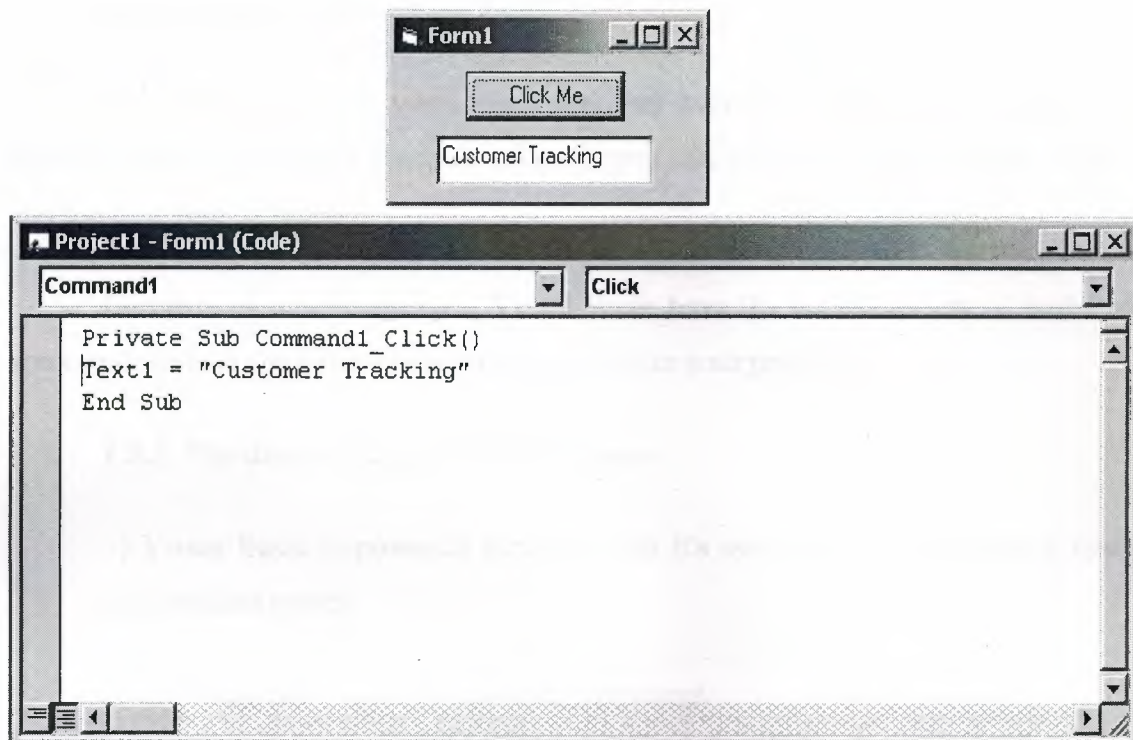 Form1
Click Me
Customer Tracking
Project1 - Form1 (Code)
Command1 Click
Private Sub Command1_Click()
Text1 = "Customer Tracking"
End Sub